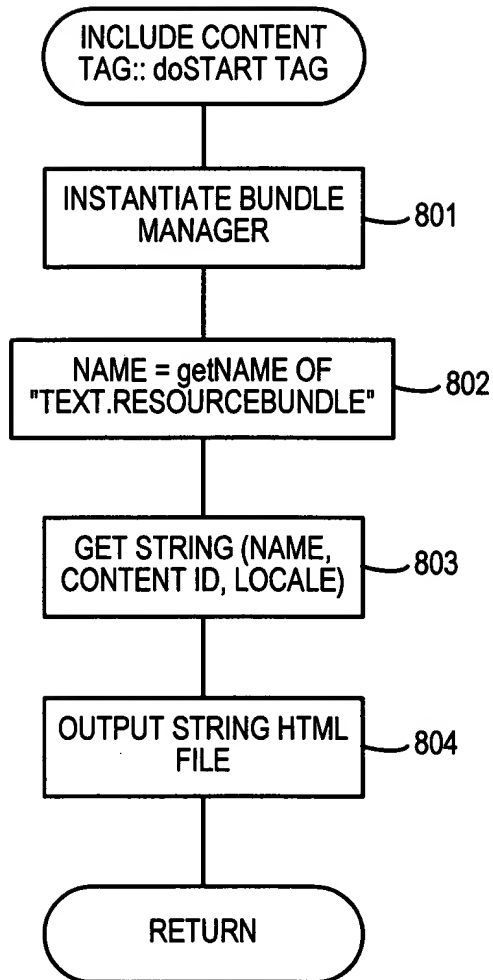 INCLUDE CONTENT
TAG:: doSTART TAG
INSTANTIATE BUNDLE
MANAGER
801
NAME = getNAME OF
"TEXT.RESOURCEBUNDLE"
802
GET STRING (NAME,
CONTENT ID, LOCALE)
803
OUTPUT STRING HTML
FILE
804
RETURN